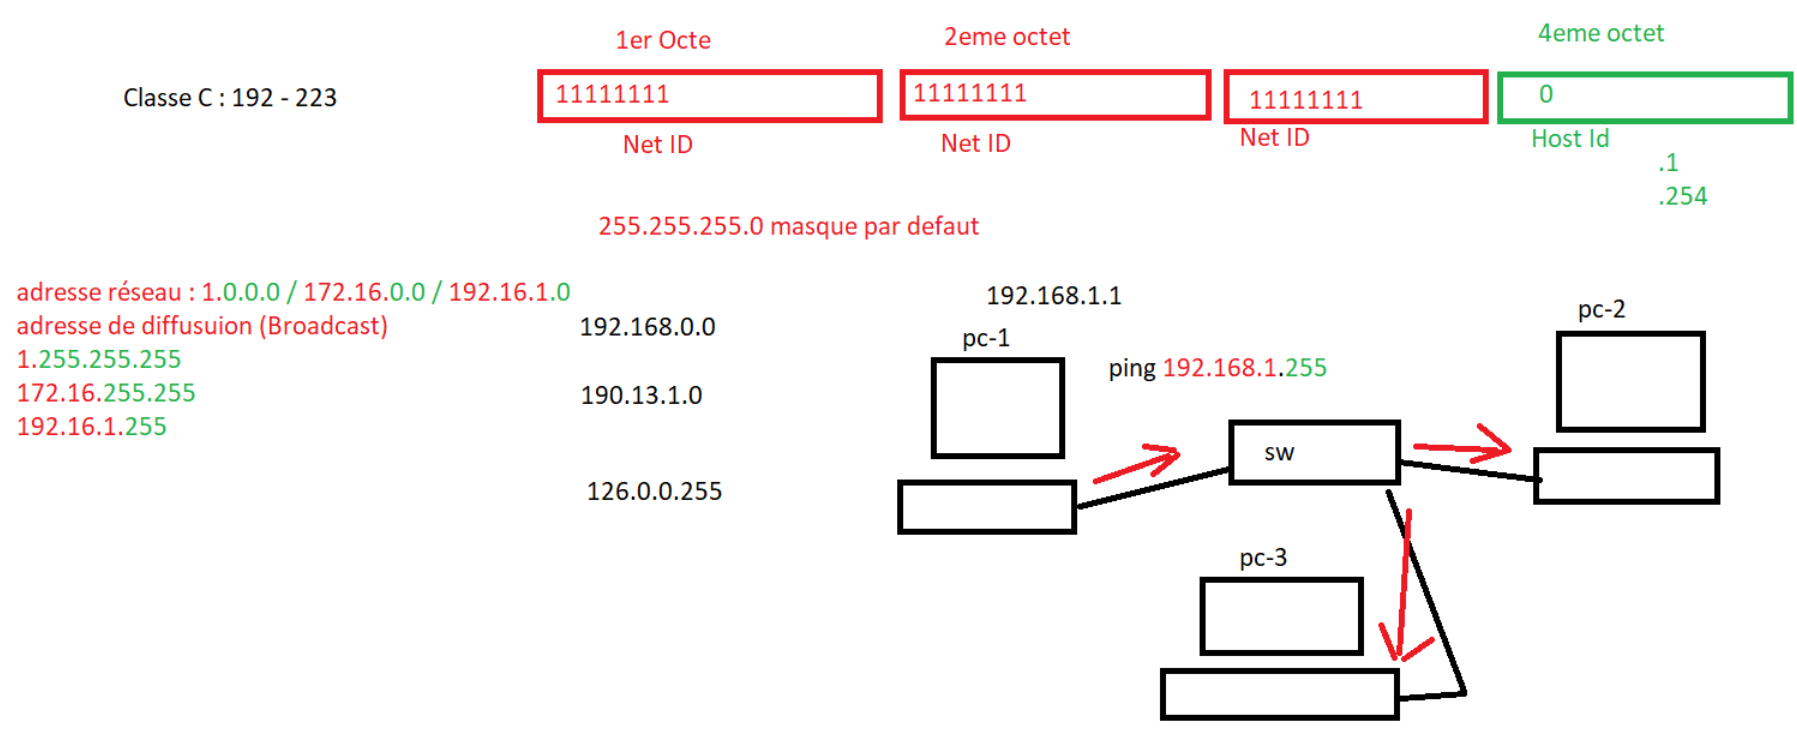 1er Octe
2eme octet
4eme octet
Classe C : 192 - 223
11111111
11111111
11111111
0
Net ID
Net ID
Net ID
Host Id
.1
.254
255.255.255.0 masque par defaut
adresse réseau : 1.0.0.0 / 172.16.0.0 / 192.16.1.0
adresse de diffusuion (Broadcast)
1.255.255.255
172.16.255.255
192.16.1.255
192.168.0.0
190.13.1.0
126.0.0.255
192.168.1.1
pc-1
ping 192.168.1.255
pc-2
sw
pc-3